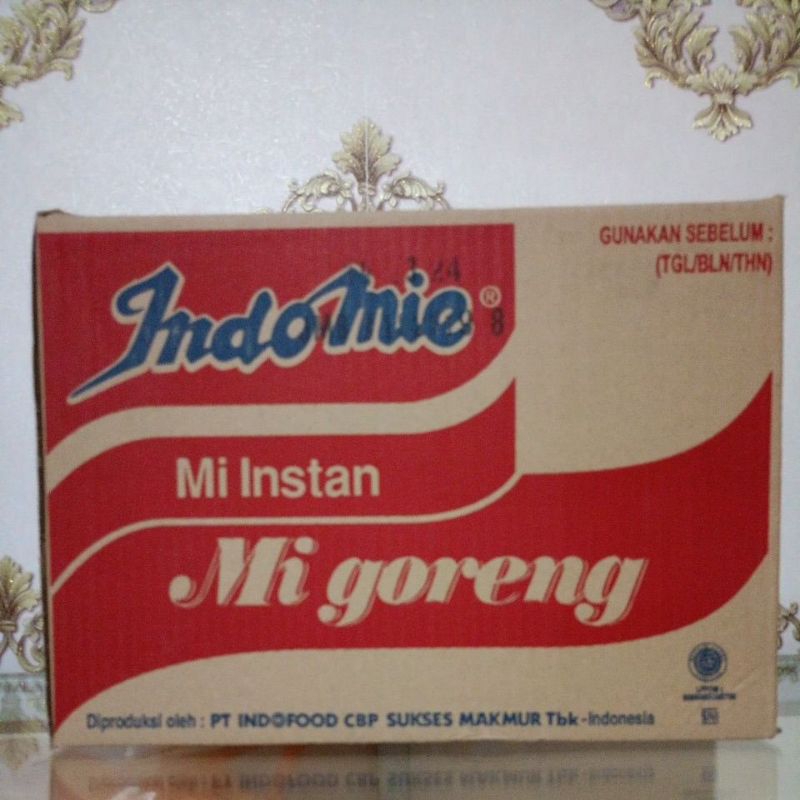 GUNAKAN SEBELUM :
(TGL/BLN/THN)
Indomie®
Mi Instan
Mi goreng
Diproduksi oleh : PT INDOFOOD CBP SUKSES MAKMUR Tbk -Indonesia